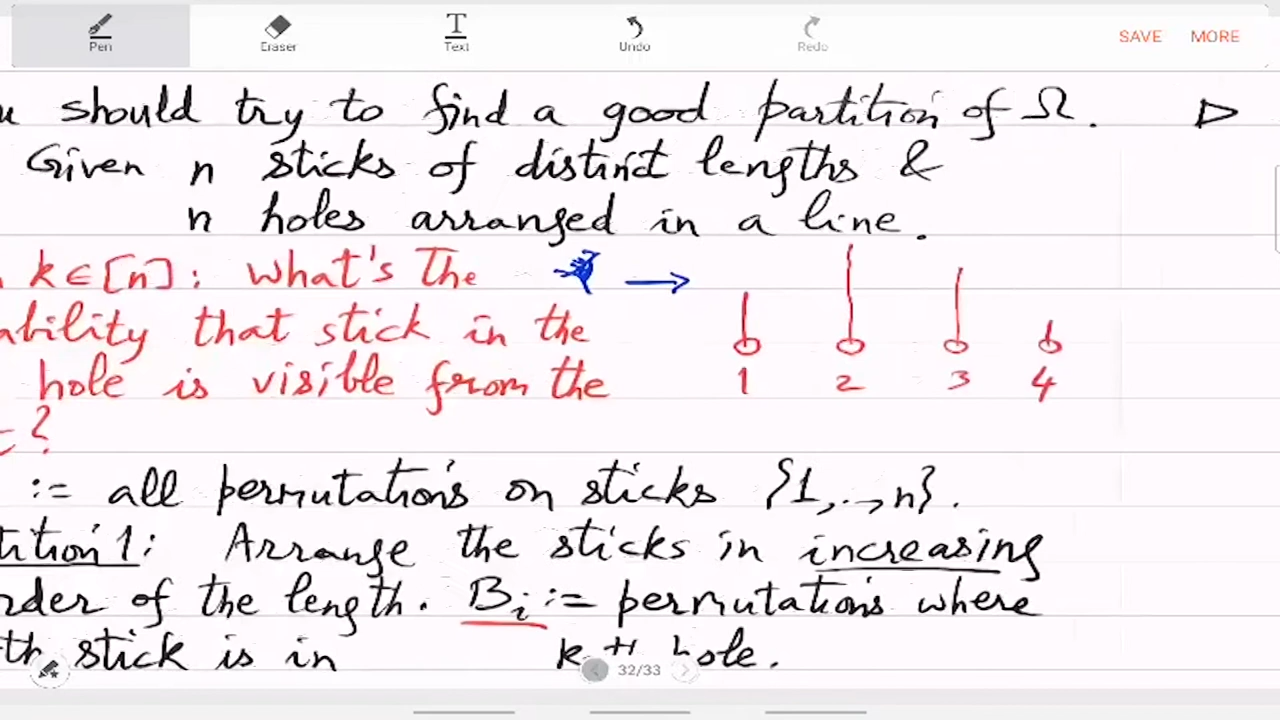 Pen Eraser Text Undo Redo SAVE MORE
should try to find a good partition of Ω. ▷
Given n sticks of distinct lengths &
n holes arranged in a line.
k∈[n]: What's the →
ability that stick in the
hole is visible from the
1 2 3 4
?
:= all permutations on sticks {1,..,n}.
tition 1: Arrange the sticks in increasing
rder of the length. Bi := permutations where
th stick is in k hole.
32/33